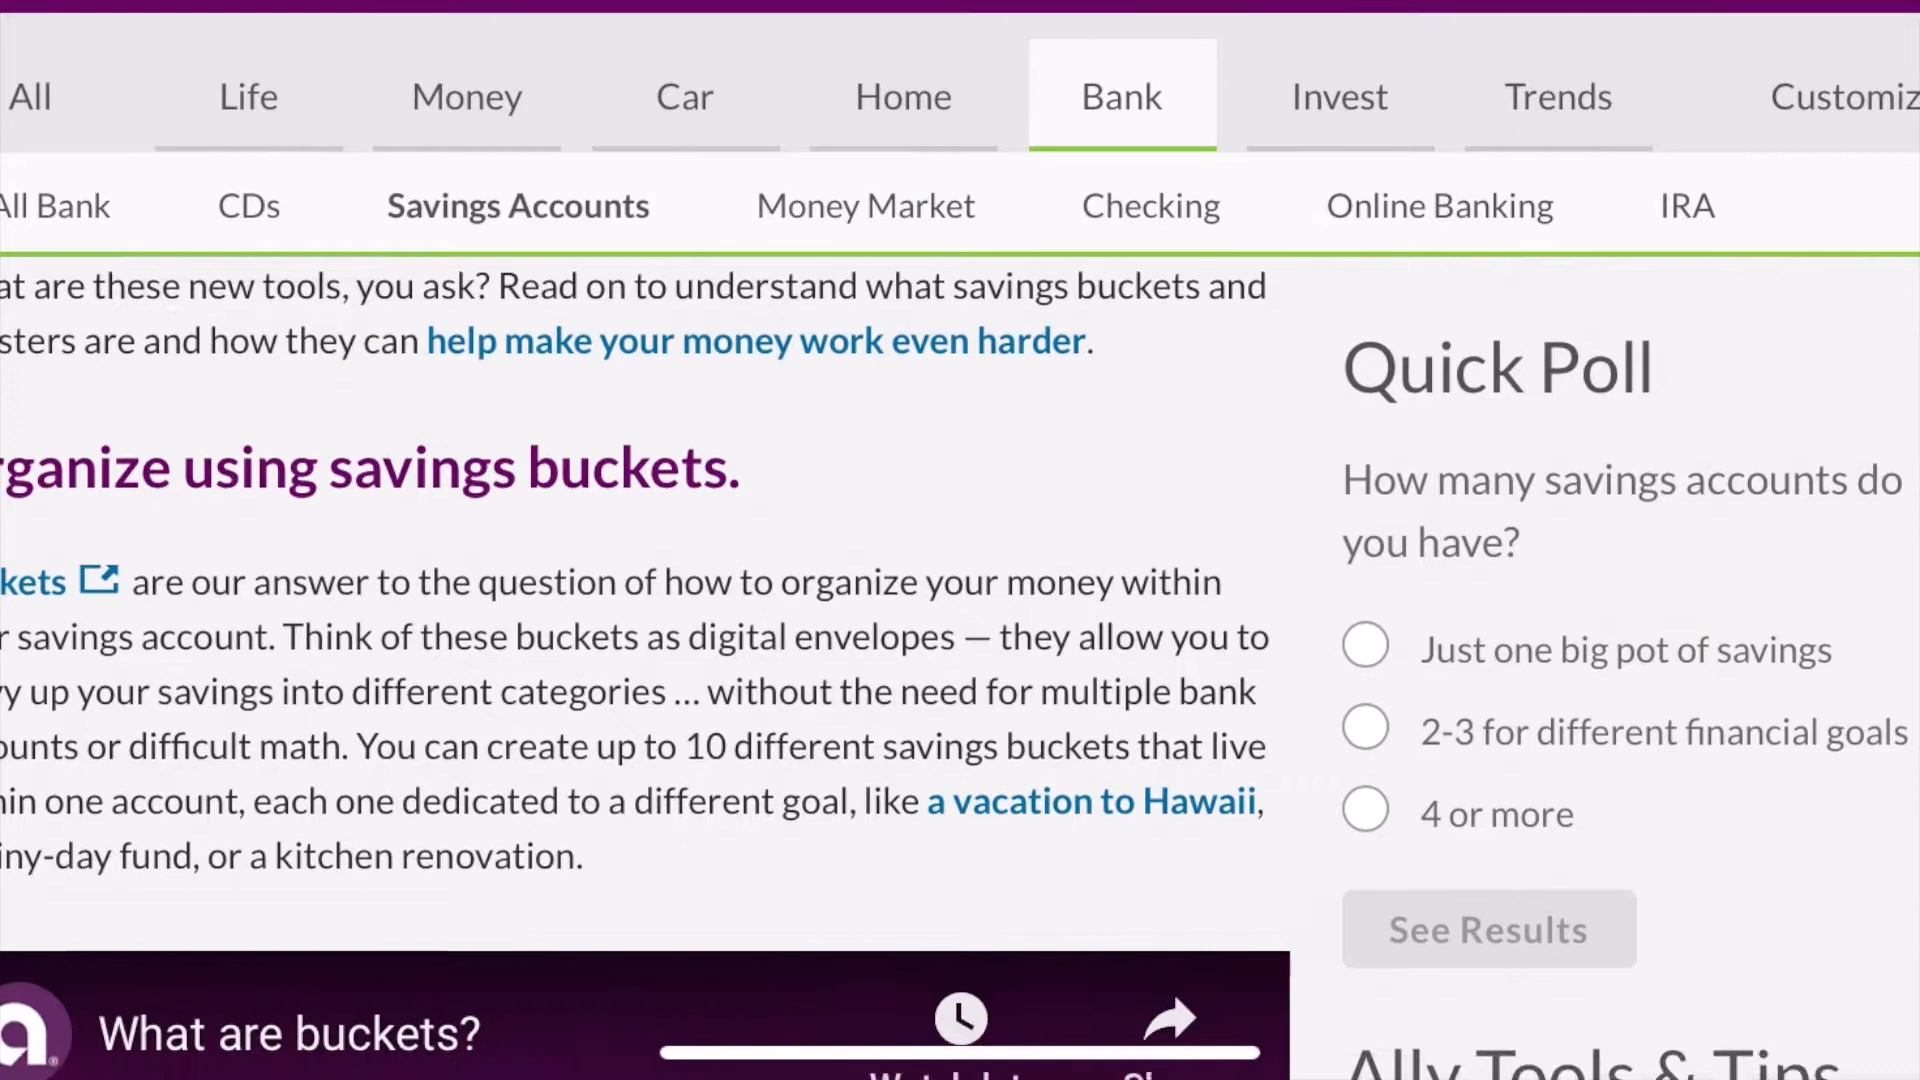 All Life Money Car Home Bank Invest Trends Customiz
All Bank CDs Savings Accounts Money Market Checking Online Banking IRA
at are these new tools, you ask? Read on to understand what savings buckets and
sters are and how they can help make your money work even harder.
ganize using savings buckets.
kets are our answer to the question of how to organize your money within
r savings account. Think of these buckets as digital envelopes — they allow you to
y up your savings into different categories ... without the need for multiple bank
ounts or difficult math. You can create up to 10 different savings buckets that live
in one account, each one dedicated to a different goal, like a vacation to Hawaii,
iny-day fund, or a kitchen renovation.
What are buckets?
Quick Poll
How many savings accounts do
you have?
Just one big pot of savings
2-3 for different financial goals
4 or more
See Results
Ally Tools & Tips